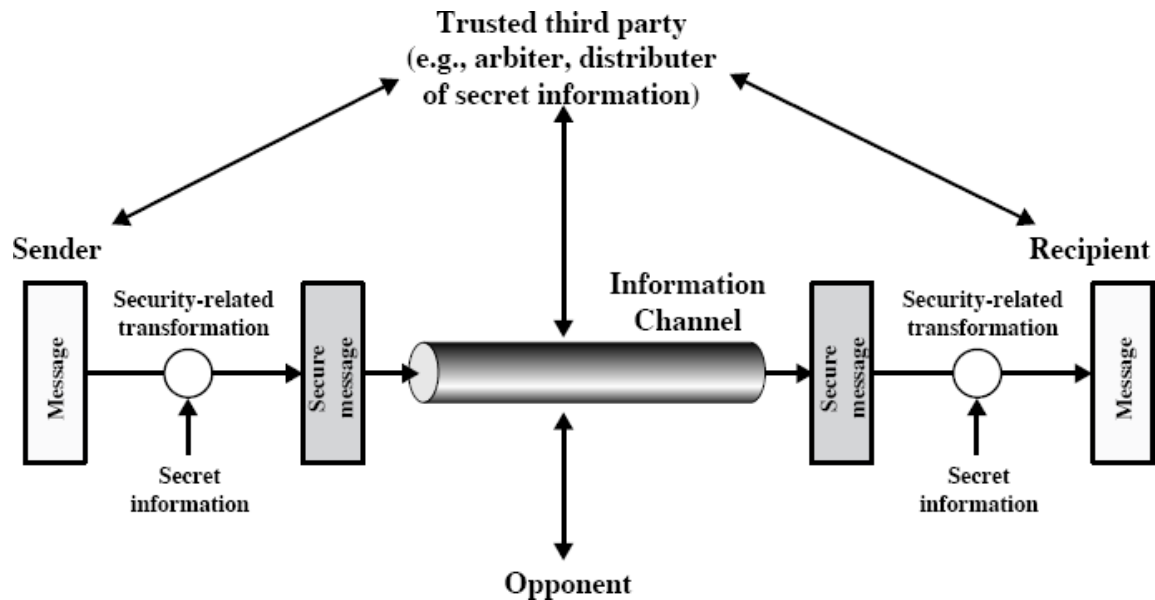 Trusted third party
(e.g., arbiter, distributer
of secret information)
Sender
Recipient
Message
Security-related
transformation
Secret
information
Secure
message
Information
Channel
Secure
message
Security-related
transformation
Secret
information
Message
Opponent